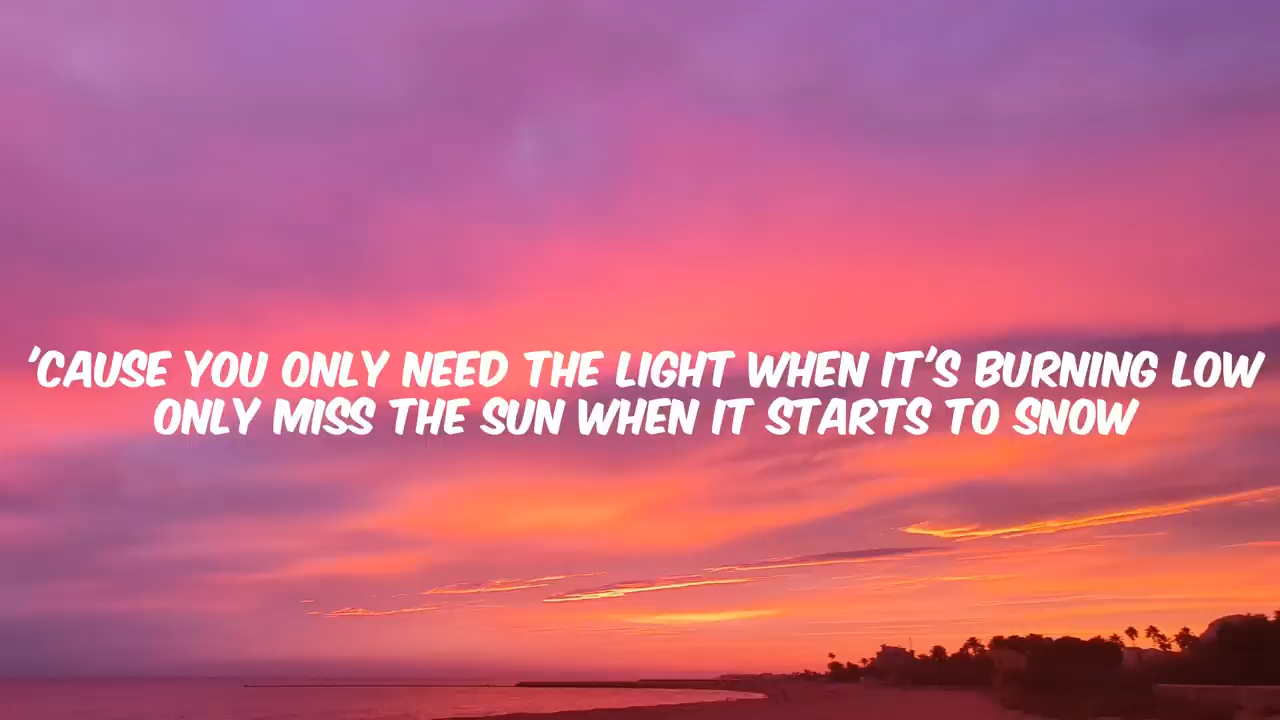 'CAUSE YOU ONLY NEED THE LIGHT WHEN IT'S BURNING LOW
ONLY MISS THE SUN WHEN IT STARTS TO SNOW